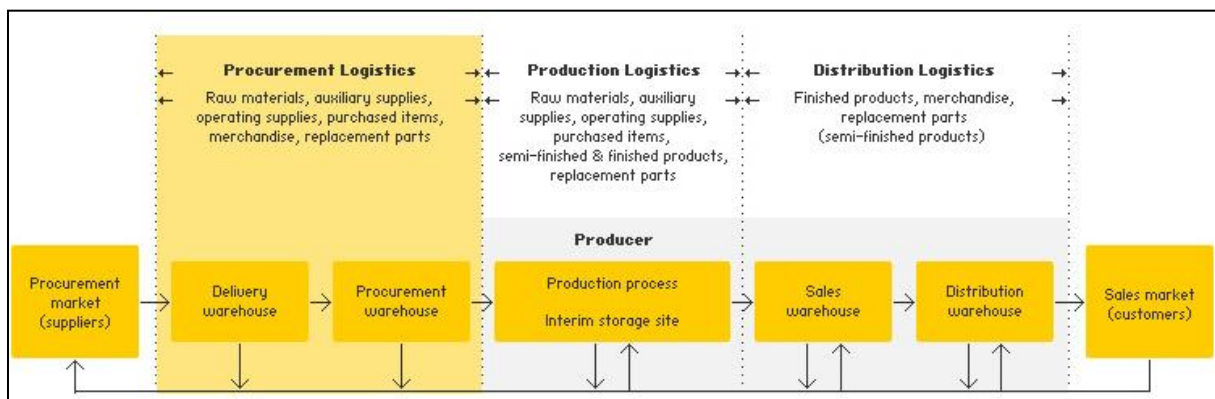 Procurement Logistics
Raw materials, auxiliary supplies,
operating supplies, purchased items,
merchandise, replacement parts
Production Logistics
Raw materials, auxiliary
supplies, operating supplies,
purchased items,
semi-finished & finished products,
replacement parts
Distribution Logistics
Finished products, merchandise,
replacement parts
(semi-finished products)
Producer
Procurement
market
(suppliers)
Delivery
warehouse
Procurement
warehouse
Production process
Interim storage site
Sales
warehouse
Distribution
warehouse
Sales market
(customers)